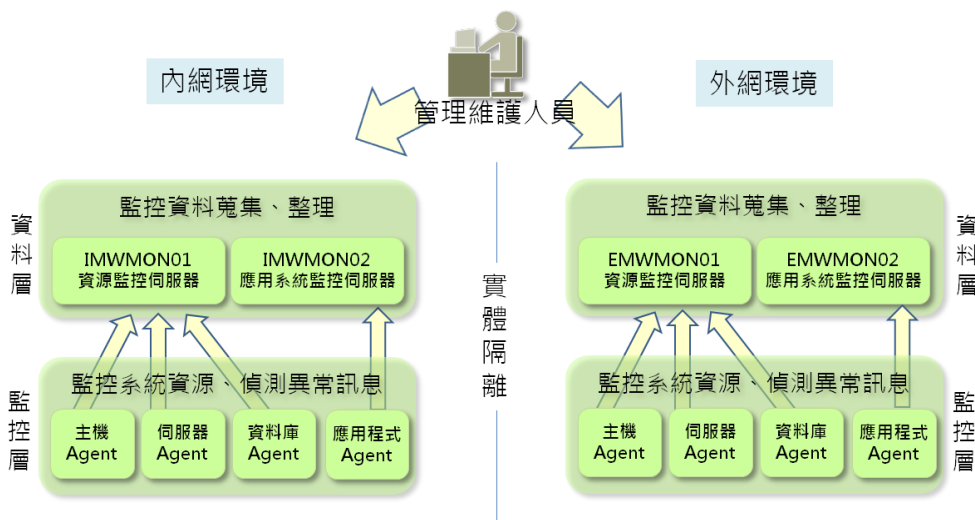 內網環境
管理維護人員
外網環境
資料層
監控資料蒐集、整理
IMWMON01
資源監控伺服器
IMWMON02
應用系統監控伺服器
監控層
監控系統資源、偵測異常訊息
主機
Agent
伺服器
Agent
資料庫
Agent
應用程式
Agent
實體隔離
監控資料蒐集、整理
EMWMON01
資源監控伺服器
EMWMON02
應用系統監控伺服器
資料層
監控系統資源、偵測異常訊息
主機
Agent
伺服器
Agent
資料庫
Agent
應用程式
Agent
監控層